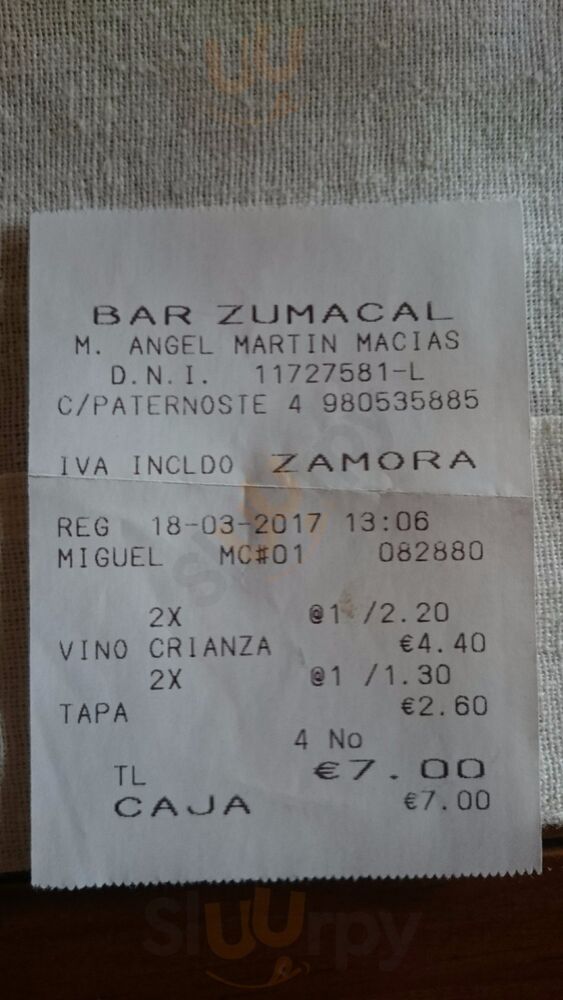 BAR ZUMACAL
M. ANGEL MARTIN MACIAS
D.N.I. 11727581-L
C/PATERNOSTE 4 980535885
IVA INCLDO ZAMORA
REG 18-03-2017 13:06
MIGUEL MC#01 082880
2X @1 /2.20
VINO CRIANZA €4.40
2X @1 /1.30
TAPA €2.60
4 No
TL €7.00
CAJA €7.00
Sluurpy